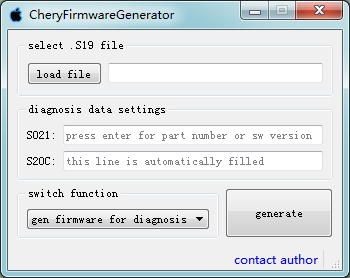 CheryFirmwareGenerator
select .S19 file
load file
diagnosis data settings
S021: press enter for part number or sw version
S20C: this line is automatically filled
switch function
gen firmware for diagnosis
generate
contact author